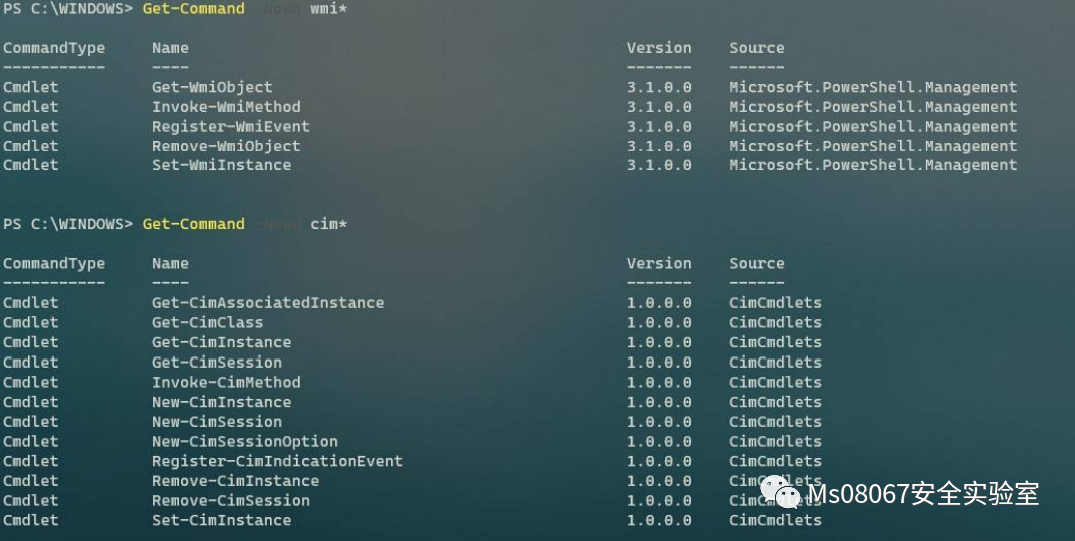 PS C:\WINDOWS> Get-Command -Noun wmi*
CommandType Name Version Source
----------- ---- ------- ------
Cmdlet Get-WmiObject 3.1.0.0 Microsoft.PowerShell.Management
Cmdlet Invoke-WmiMethod 3.1.0.0 Microsoft.PowerShell.Management
Cmdlet Register-WmiEvent 3.1.0.0 Microsoft.PowerShell.Management
Cmdlet Remove-WmiObject 3.1.0.0 Microsoft.PowerShell.Management
Cmdlet Set-WmiInstance 3.1.0.0 Microsoft.PowerShell.Management
PS C:\WINDOWS> Get-Command -Noun cim*
CommandType Name Version Source
----------- ---- ------- ------
Cmdlet Get-CimAssociatedInstance 1.0.0.0 CimCmdlets
Cmdlet Get-CimClass 1.0.0.0 CimCmdlets
Cmdlet Get-CimInstance 1.0.0.0 CimCmdlets
Cmdlet Get-CimSession 1.0.0.0 CimCmdlets
Cmdlet Invoke-CimMethod 1.0.0.0 CimCmdlets
Cmdlet New-CimInstance 1.0.0.0 CimCmdlets
Cmdlet New-CimSession 1.0.0.0 CimCmdlets
Cmdlet New-CimSessionOption 1.0.0.0 CimCmdlets
Cmdlet Register-CimIndicationEvent 1.0.0.0 CimCmdlets
Cmdlet Remove-CimInstance 1.0.0.0 CimCmdlets
Cmdlet Remove-CimSession 1.0.0.0 CimCmdlets
Cmdlet Set-CimInstance 1.0.0.0 CimCmdlets
Ms08067安全实验室